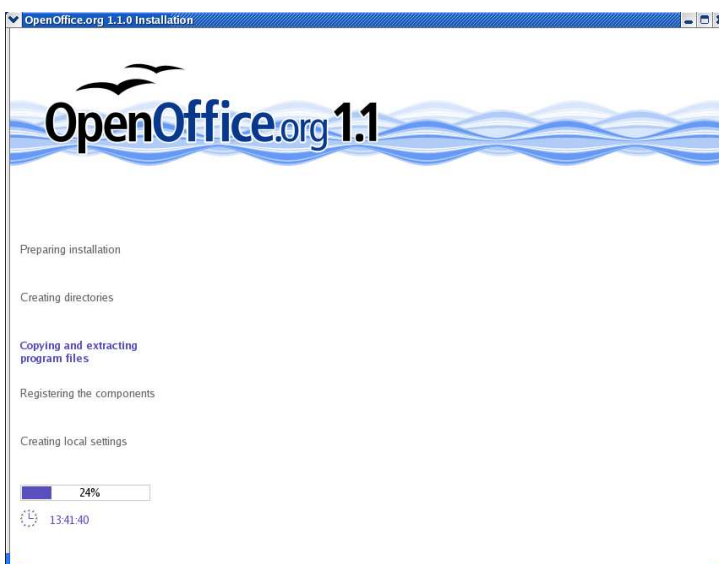 OpenOffice.org 1.1.0 Installation
OpenOffice.org 1.1
Preparing installation
Creating directories
Copying and extracting
program files
Registering the components
Creating local settings
24%
13:41:40